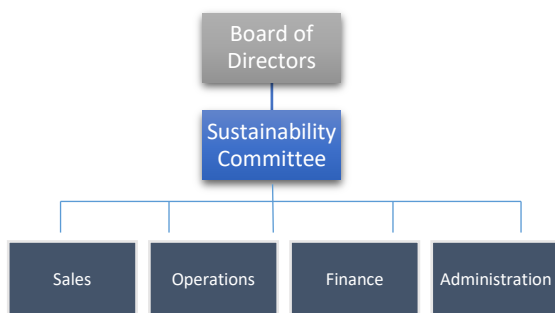 Board of
Directors
Sustainability
Committee
Sales
Operations
Finance
Administration